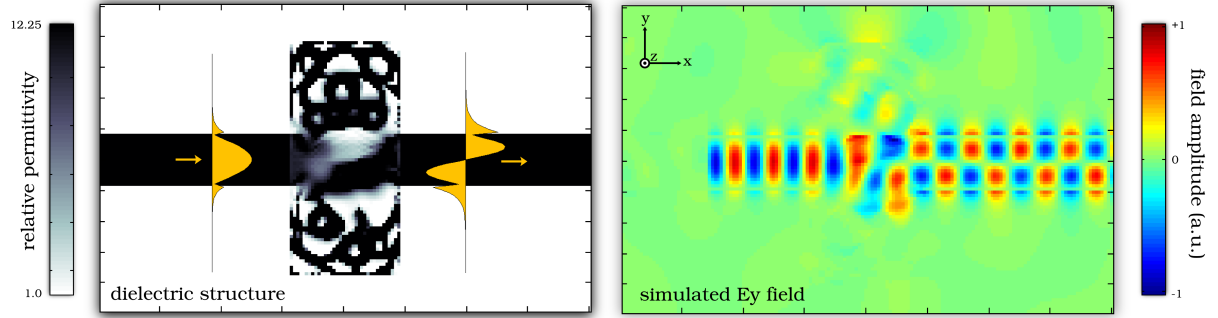 12.25
relative permittivity
1.0
dielectric structure
y
z
x
simulated Ey field
+1
0
-1
field amplitude (a.u.)